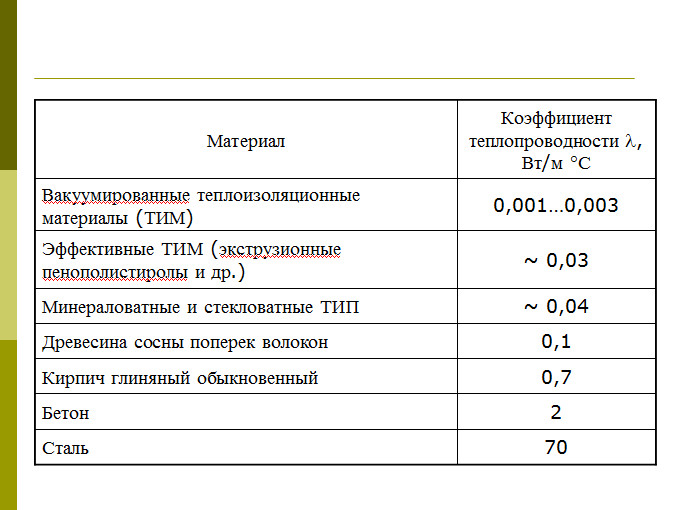 Материал
Коэффициент
теплопроводности λ,
Вт/м °С
Вакуумированные теплоизоляционные
материалы (ТИМ)
0,001…0,003
Эффективные ТИМ (экструзионные
пенополистиролы и др.)
~ 0,03
Минераловатные и стекловатные ТИП
~ 0,04
Древесина сосны поперек волокон
0,1
Кирпич глиняный обыкновенный
0,7
Бетон
2
Сталь
70